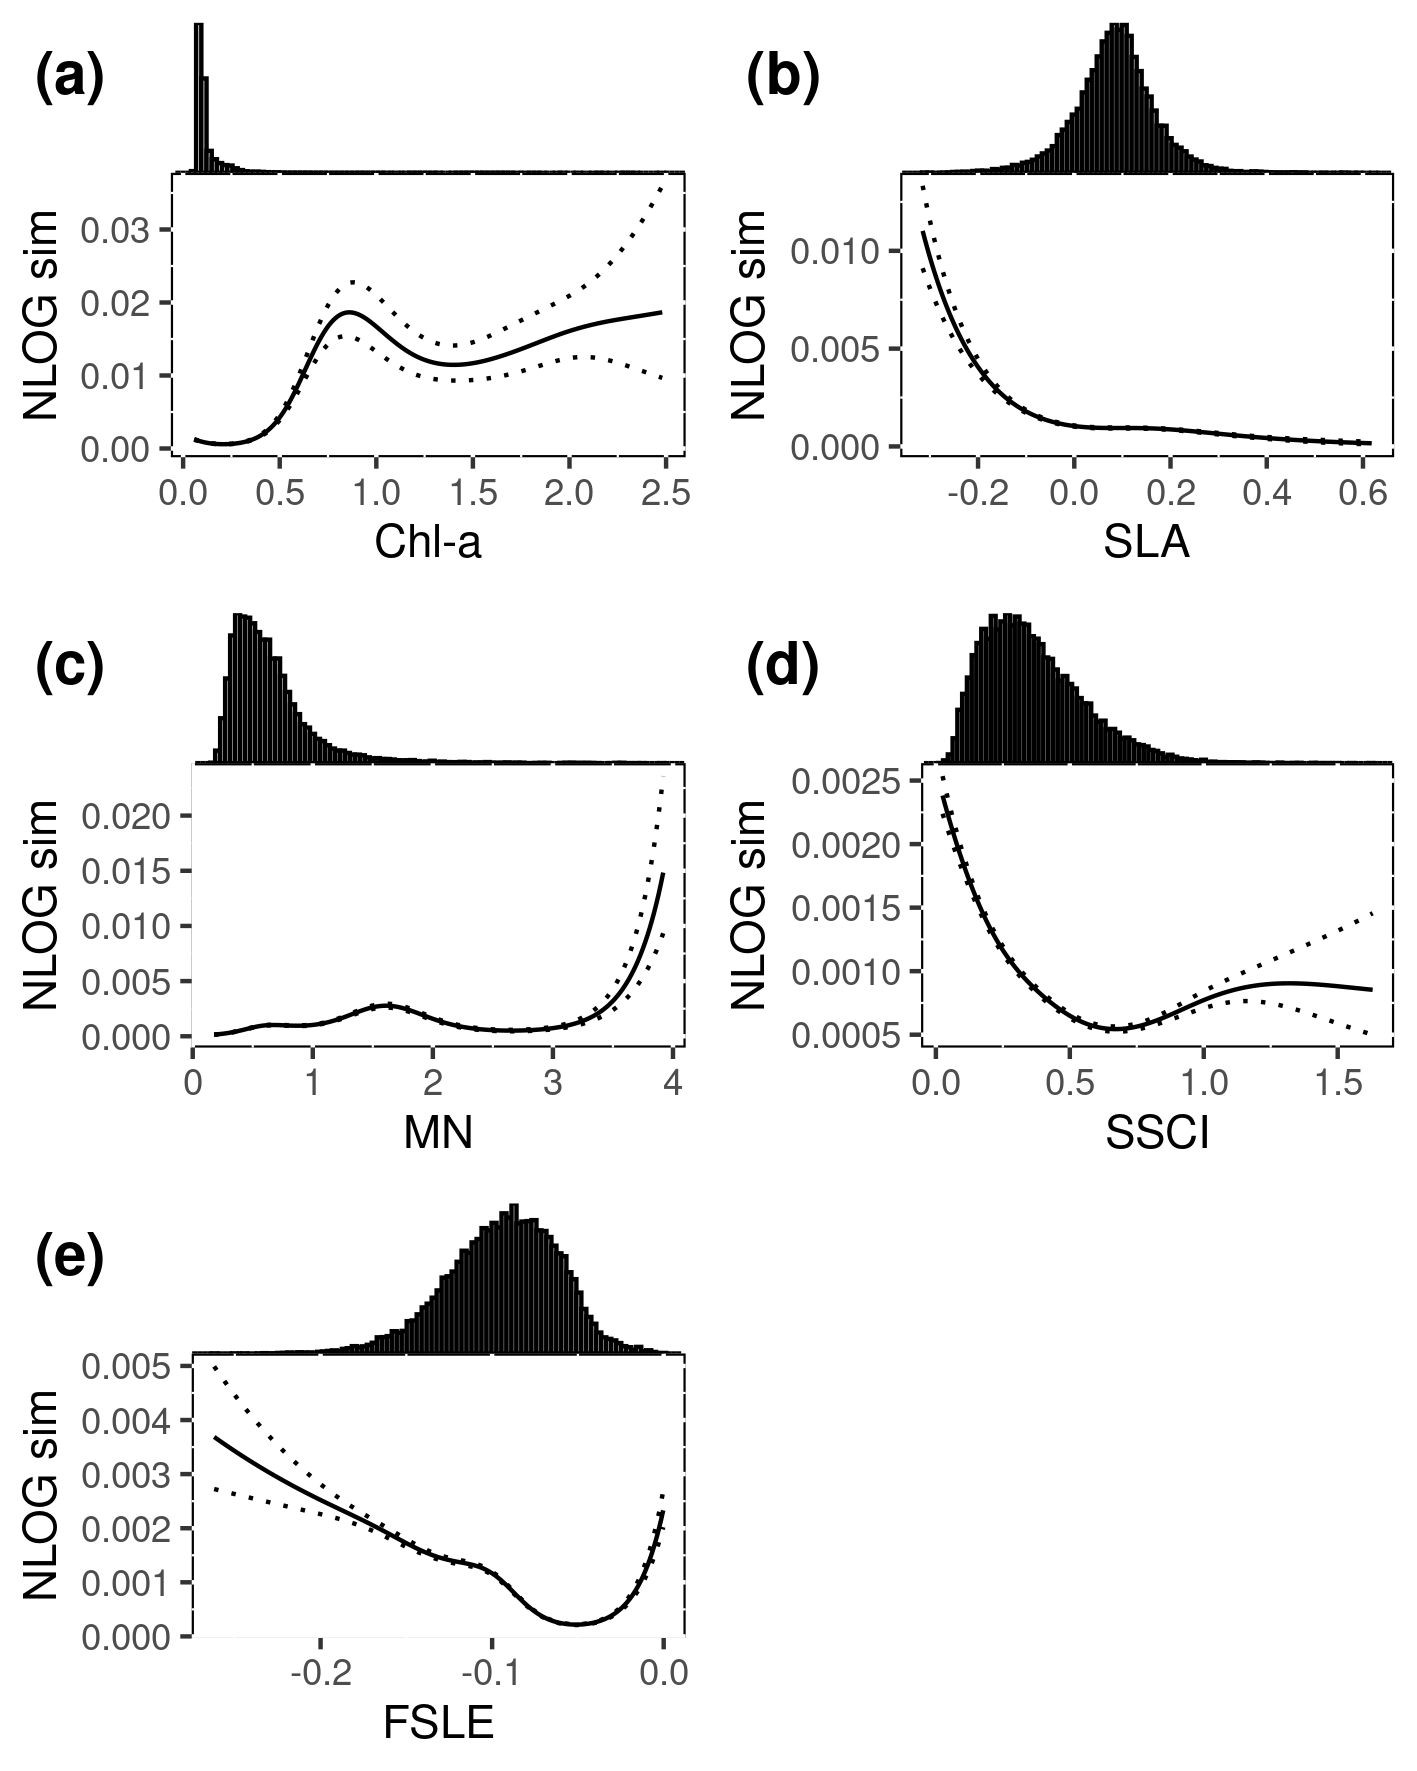 (a)
NLOG sim
0.03
0.02
0.01
0.00
0.0 0.5 1.0 1.5 2.0 2.5
Chl-a
(b)
NLOG sim
0.010
0.005
0.000
-0.2 0.0 0.2 0.4 0.6
SLA
(c)
NLOG sim
0.020
0.015
0.010
0.005
0.000
0 1 2 3 4
MN
(d)
NLOG sim
0.0025
0.0020
0.0015
0.0010
0.0005
0.0 0.5 1.0 1.5
SSCI
(e)
NLOG sim
0.005
0.004
0.003
0.002
0.001
0.000
-0.2 -0.1 0.0
FSLE